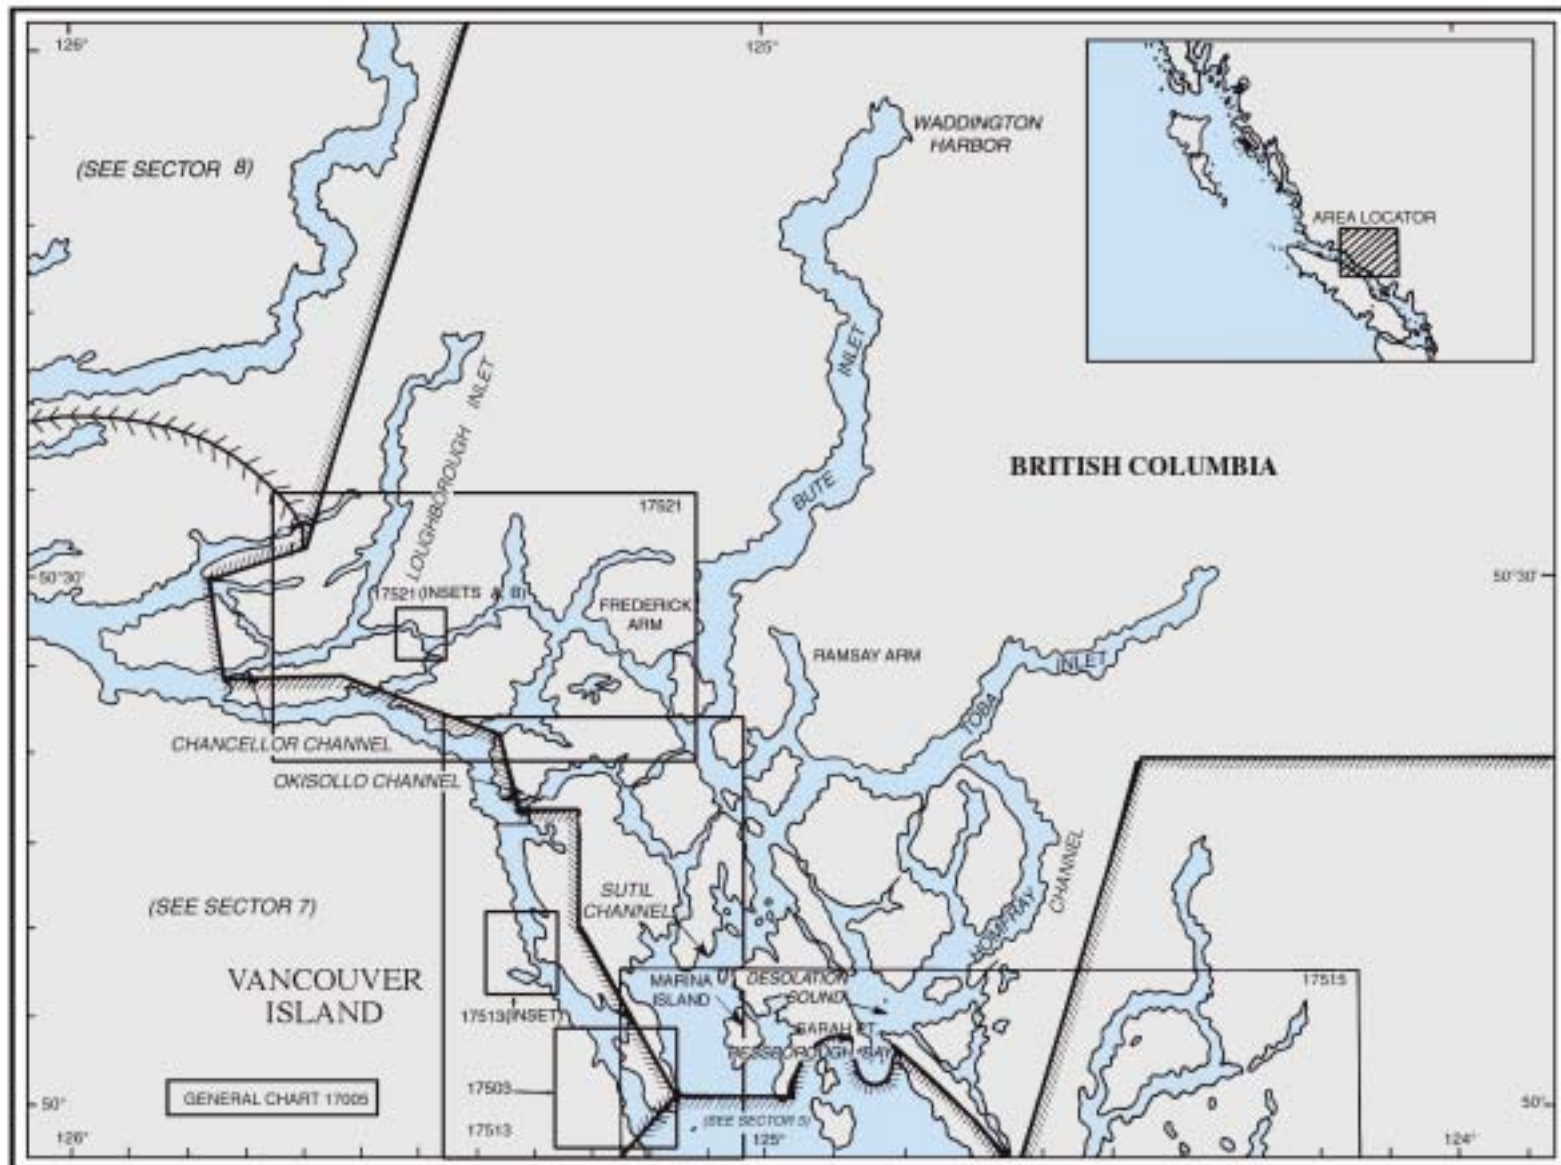 126°
125°
WADDINGTON
HARBOR
(SEE SECTOR 8)
AREA LOCATOR
INLET
LOUGHBOROUGH INLET
BRITISH COLUMBIA
BUTE
17521
50°30'
50°30'
17521 (INSETS A, B)
FREDERICK
ARM
RAMSAY ARM
INLET
TOBA
CHANCELLOR CHANNEL
OKISOLLO CHANNEL
CHANNEL
HOMFRAY
SUTIL
CHANNEL
(SEE SECTOR 7)
VANCOUVER
ISLAND
MARINA
ISLAND
DESOLATION
SOUND
17515
17513(INSET)
SARAH PT.
BESSBOROUGH BAY
17503
GENERAL CHART 17005
50°
50°
17513
(SEE SECTOR 5)
126°
125°
124°